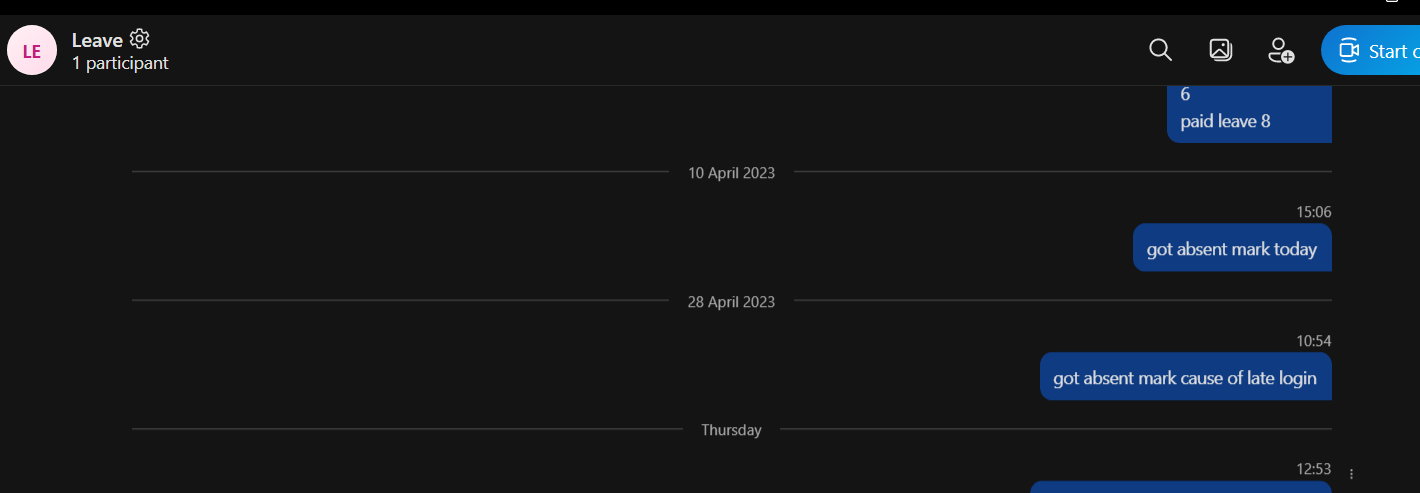 LE
Leave
1 participant
Start c
6
paid leave 8
10 April 2023
15:06
got absent mark today
28 April 2023
10:54
got absent mark cause of late login
Thursday
12:53